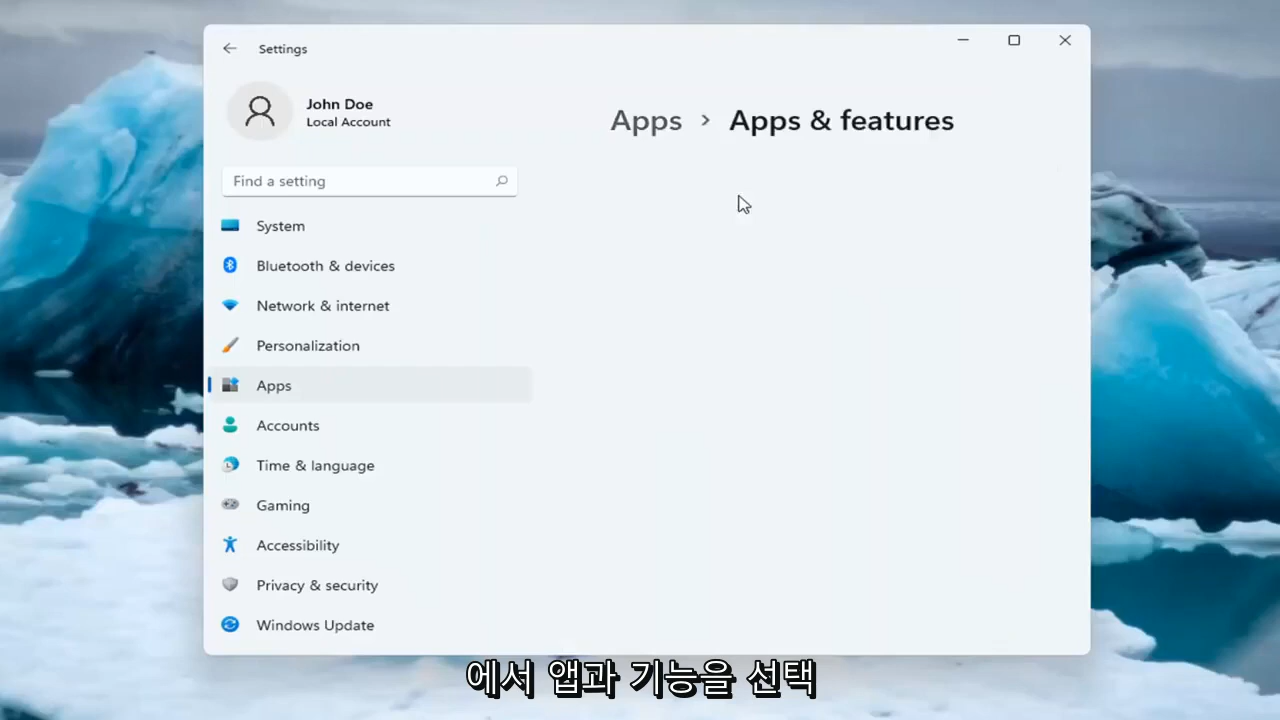 Settings
John Doe
Local Account
Apps > Apps & features
Find a setting
System
Bluetooth & devices
Network & internet
Personalization
Apps
Accounts
Time & language
Gaming
Accessibility
Privacy & security
Windows Update
에서 앱과 기능을 선택